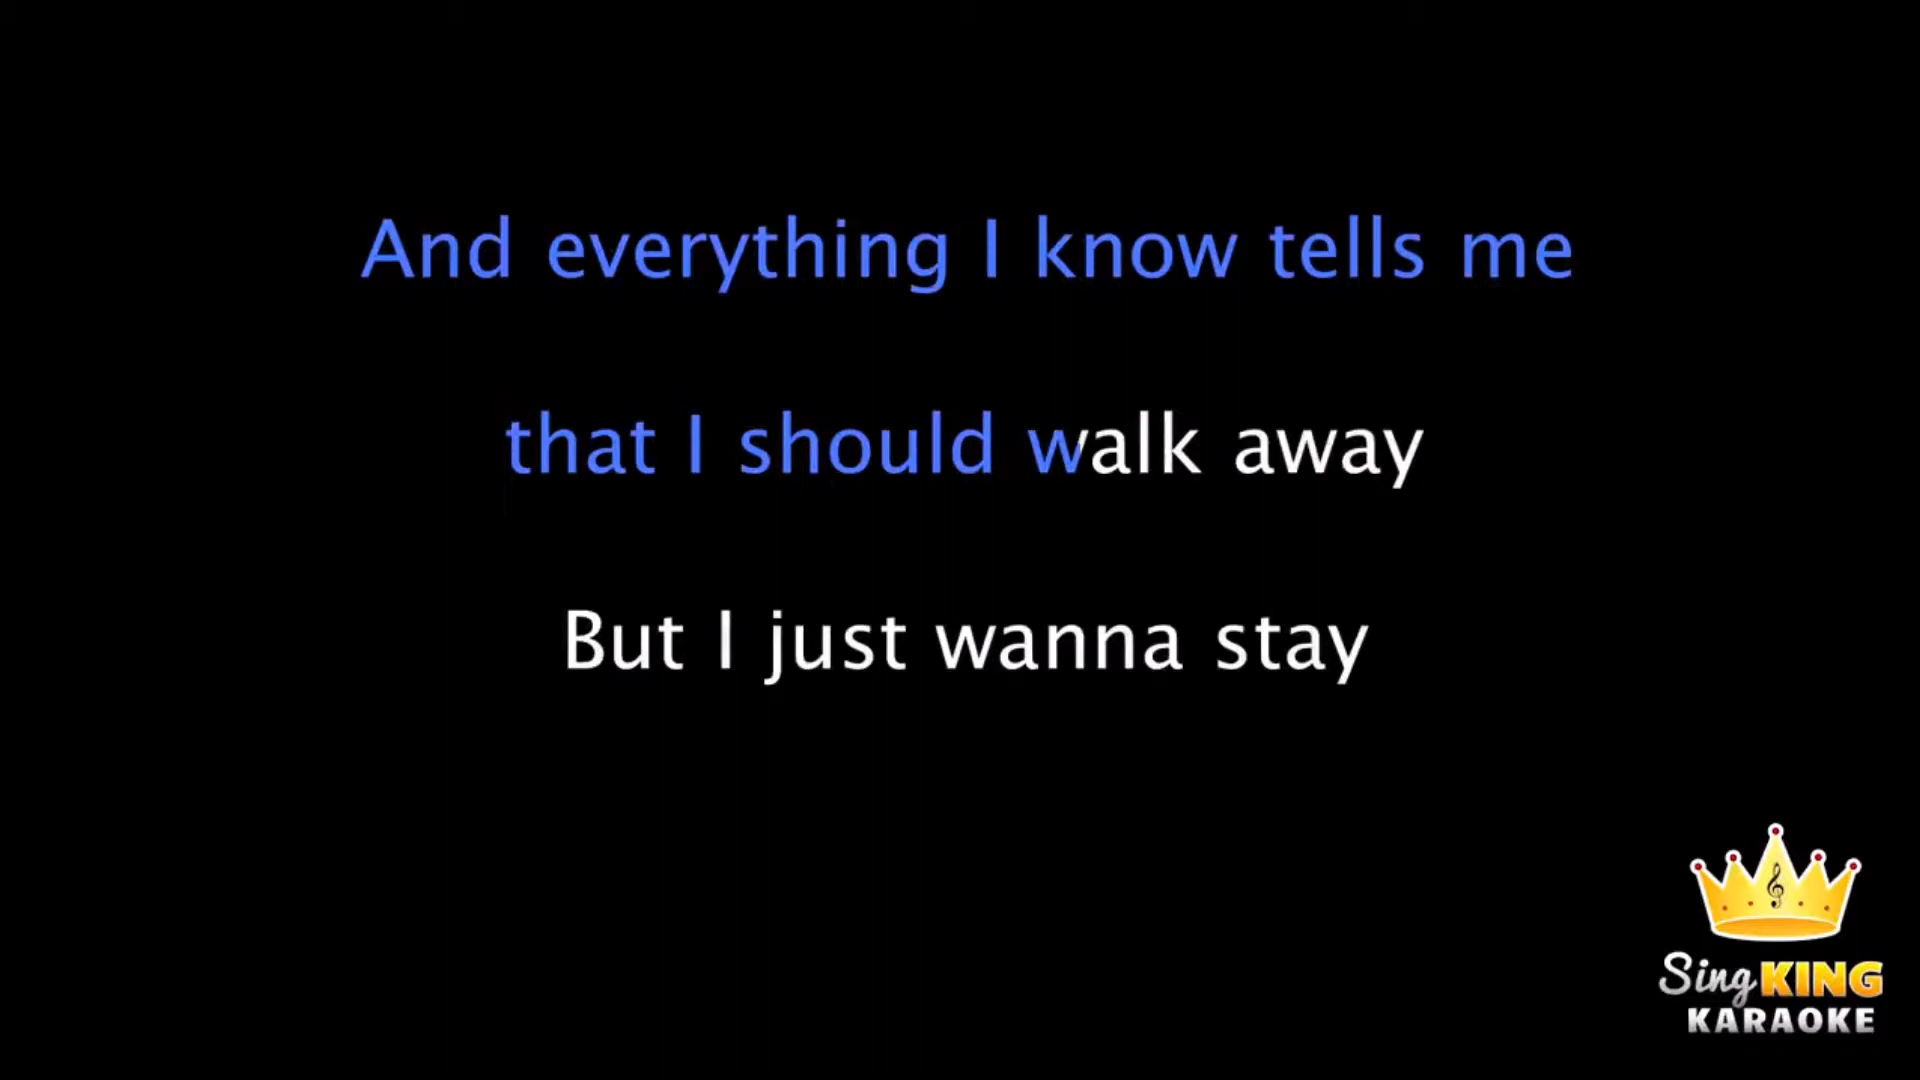 And everything I know tells me
that I should walk away
But I just wanna stay
Sing KING
KARAOKE